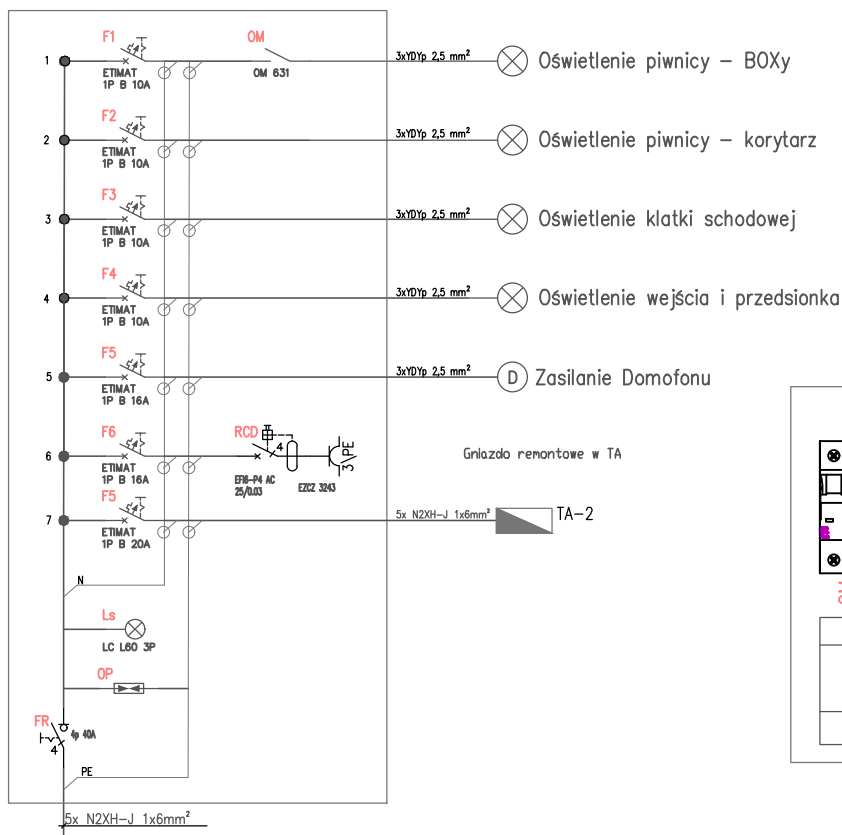 F1
OM
1
ETIMAT
1P B 10A
OM 631
3xYDYp 2,5 mm²
Oświetlenie piwnicy – BOXy
F2
2
ETIMAT
1P B 10A
3xYDYp 2,5 mm²
Oświetlenie piwnicy – korytarz
F3
3
ETIMAT
1P B 10A
3xYDYp 2,5 mm²
Oświetlenie klatki schodowej
F4
4
ETIMAT
1P B 10A
3xYDYp 2,5 mm²
Oświetlenie wejścia i przedsionka
F5
5
ETIMAT
1P B 16A
3xYDYp 2,5 mm²
D
Zasilanie Domofonu
F6
RCD
6
ETIMAT
1P B 16A
4
EFI6-P4 AC
25/0.03
EZCZ 3243
3\PE
Gniazdo remontowe w TA
F5
7
ETIMAT
1P B 20A
5x N2XH-J 1x6mm²
TA-2
N
Ls
LC L60 3P
OP
FR
4p 40A
4
PE
5x N2XH-J 1x6mm²